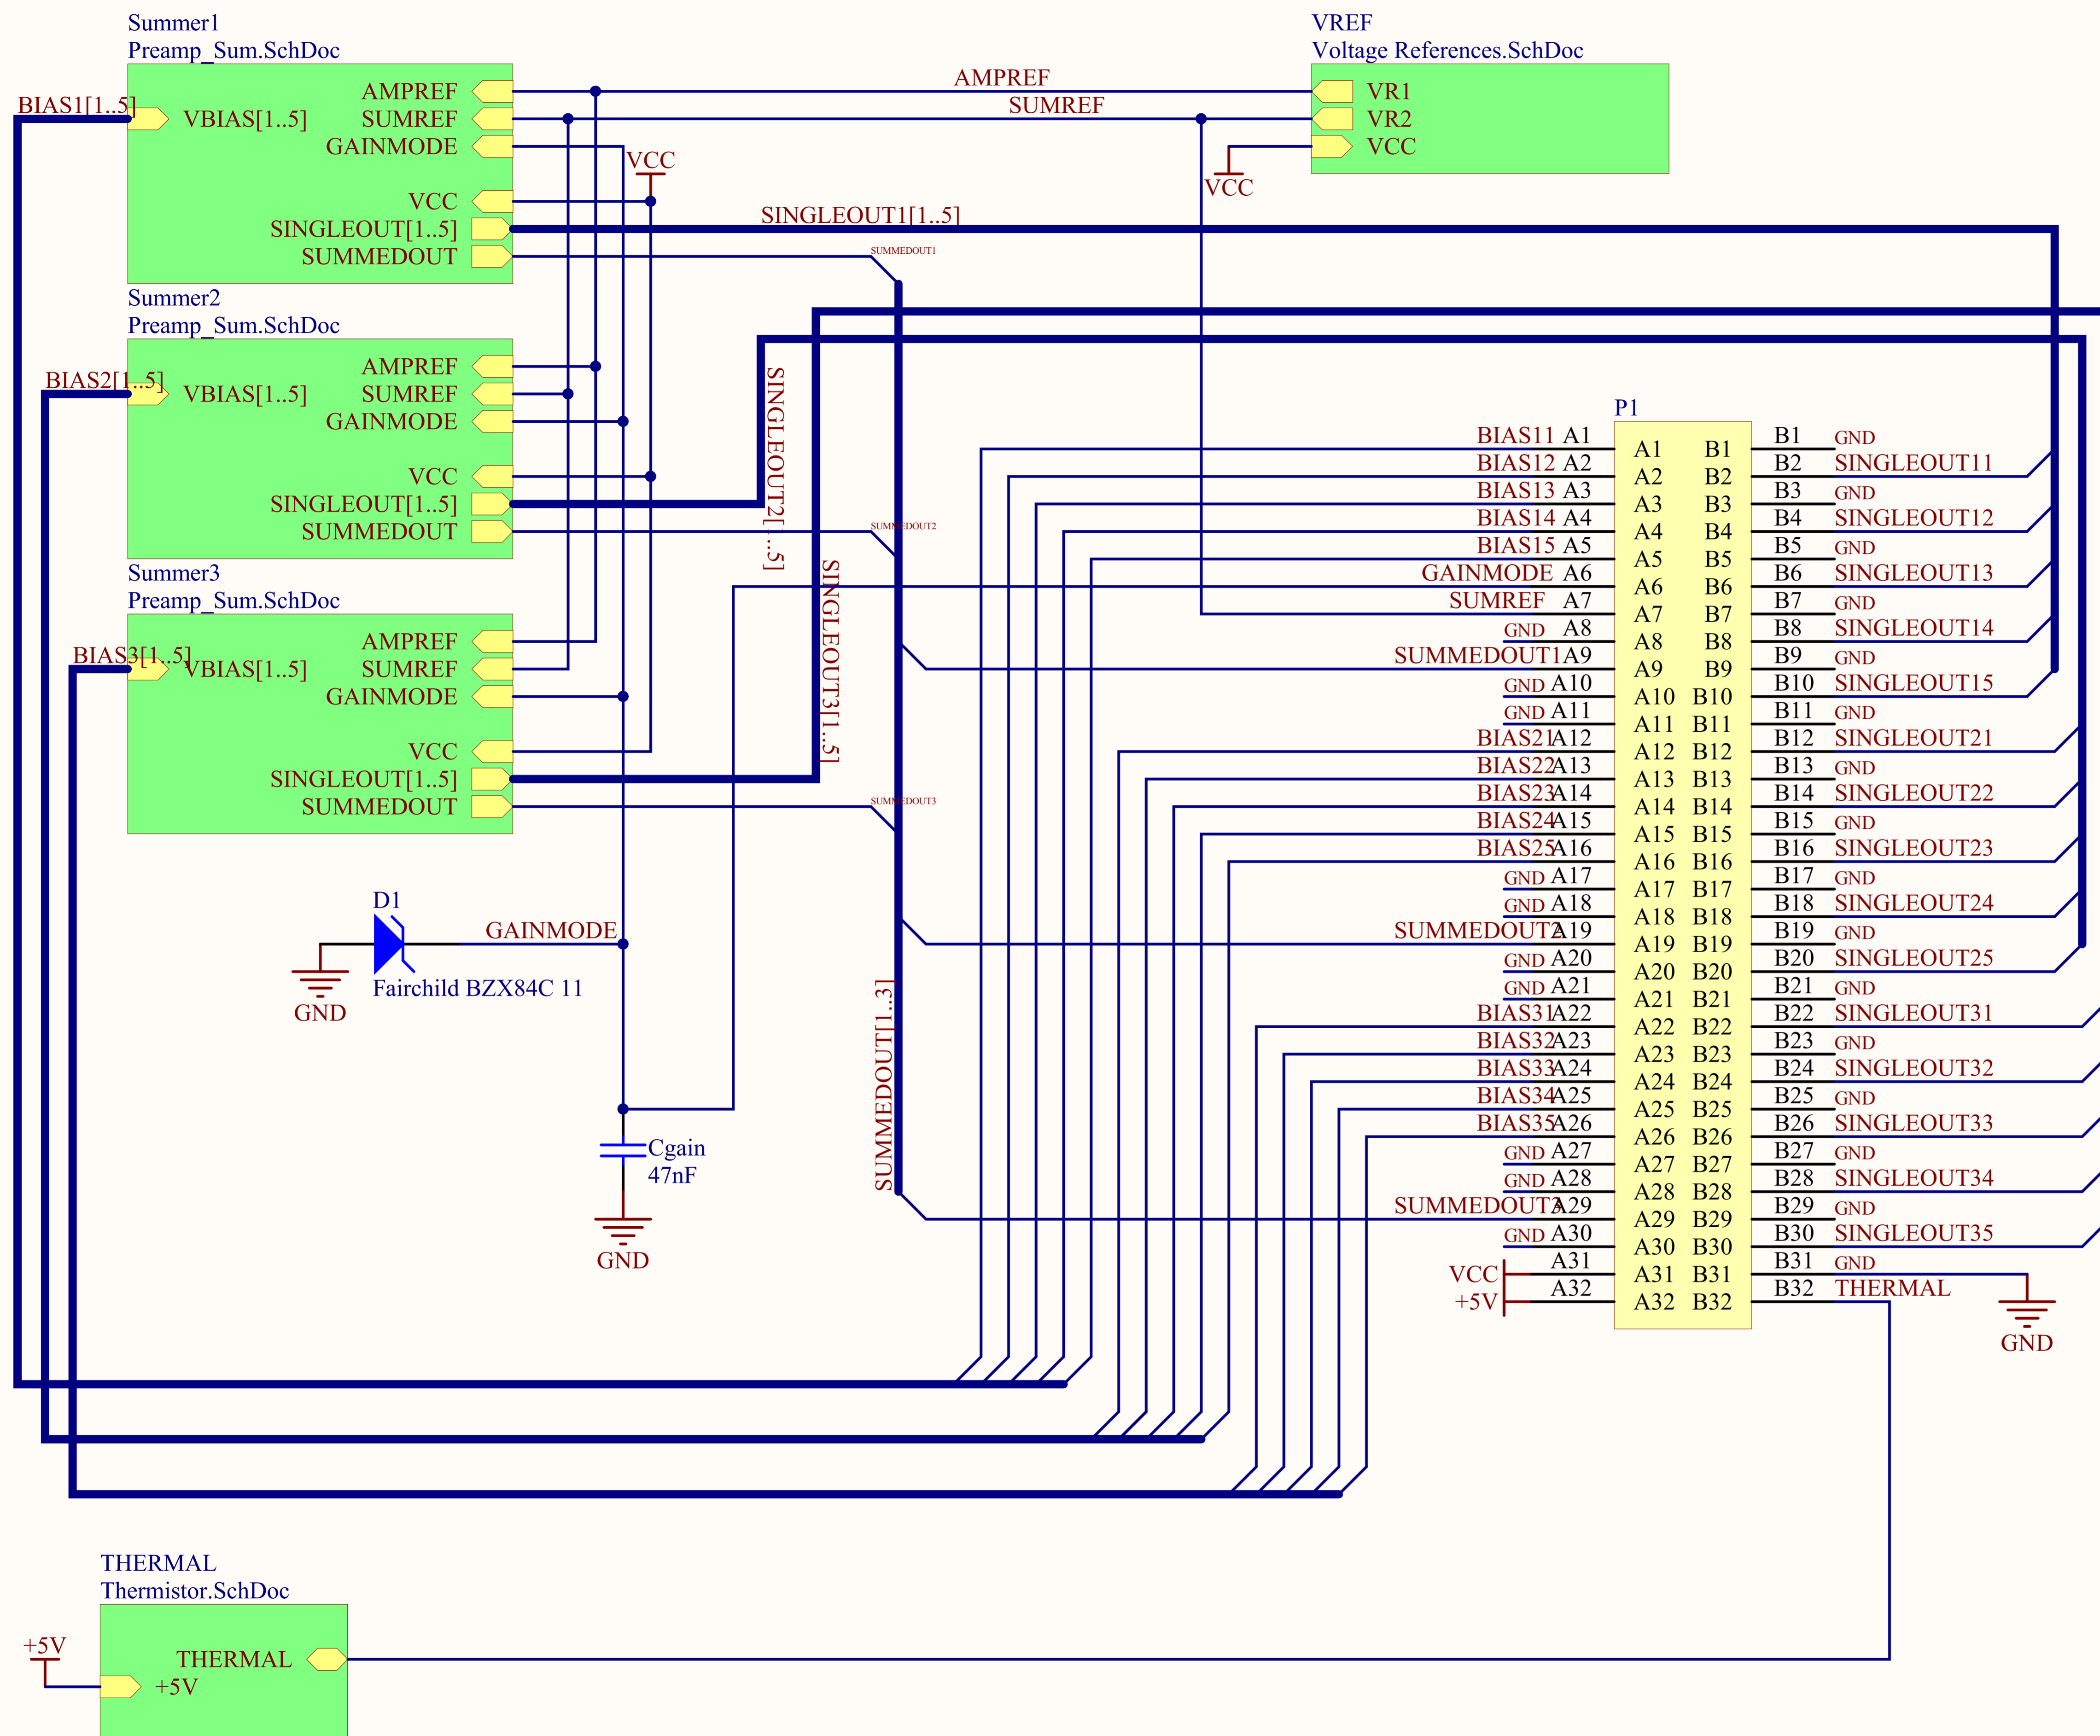 Summer1
Preamp_Sum.SchDoc
BIAS1[1..5]
VBIAS[1..5]
AMPREF
SUMREF
GAINMODE
VCC
SINGLEOUT[1..5]
SUMMEDOUT
Summer2
Preamp_Sum.SchDoc
BIAS2[1..5]
VBIAS[1..5]
AMPREF
SUMREF
GAINMODE
VCC
SINGLEOUT[1..5]
SUMMEDOUT
Summer3
Preamp_Sum.SchDoc
BIAS3[1..5]
VBIAS[1..5]
AMPREF
SUMREF
GAINMODE
VCC
SINGLEOUT[1..5]
SUMMEDOUT
VCC
AMPREF
SUMREF
SINGLEOUT1[1..5]
SUMMEDOUT1
SINGLEOUT2[1..5]
SUMMEDOUT2
SINGLEOUT3[1..5]
SUMMEDOUT3
SUMMEDOUT[1..3]
VREF
Voltage References.SchDoc
VR1
VR2
VCC
VCC
D1
GAINMODE
Fairchild BZX84C 11
GND
Cgain
47nF
GND
P1
BIAS11 A1 A1 B1 B1 GND
BIAS12 A2 A2 B2 B2 SINGLEOUT11
BIAS13 A3 A3 B3 B3 GND
BIAS14 A4 A4 B4 B4 SINGLEOUT12
BIAS15 A5 A5 B5 B5 GND
GAINMODE A6 A6 B6 B6 SINGLEOUT13
SUMREF A7 A7 B7 B7 GND
GND A8 A8 B8 B8 SINGLEOUT14
SUMMEDOUT1 A9 A9 B9 B9 GND
GND A10 A10 B10 B10 SINGLEOUT15
GND A11 A11 B11 B11 GND
BIAS21 A12 A12 B12 B12 SINGLEOUT21
BIAS22 A13 A13 B13 B13 GND
BIAS23 A14 A14 B14 B14 SINGLEOUT22
BIAS24 A15 A15 B15 B15 GND
BIAS25 A16 A16 B16 B16 SINGLEOUT23
GND A17 A17 B17 B17 GND
GND A18 A18 B18 B18 SINGLEOUT24
SUMMEDOUT2 A19 A19 B19 B19 GND
GND A20 A20 B20 B20 SINGLEOUT25
GND A21 A21 B21 B21 GND
BIAS31 A22 A22 B22 B22 SINGLEOUT31
BIAS32 A23 A23 B23 B23 GND
BIAS33 A24 A24 B24 B24 SINGLEOUT32
BIAS34 A25 A25 B25 B25 GND
BIAS35 A26 A26 B26 B26 SINGLEOUT33
GND A27 A27 B27 B27 GND
GND A28 A28 B28 B28 SINGLEOUT34
SUMMEDOUT3 A29 A29 B29 B29 GND
GND A30 A30 B30 B30 SINGLEOUT35
VCC A31 A31 B31 B31 GND
+5V A32 A32 B32 B32 THERMAL
GND
THERMAL
Thermistor.SchDoc
+5V
THERMAL
+5V